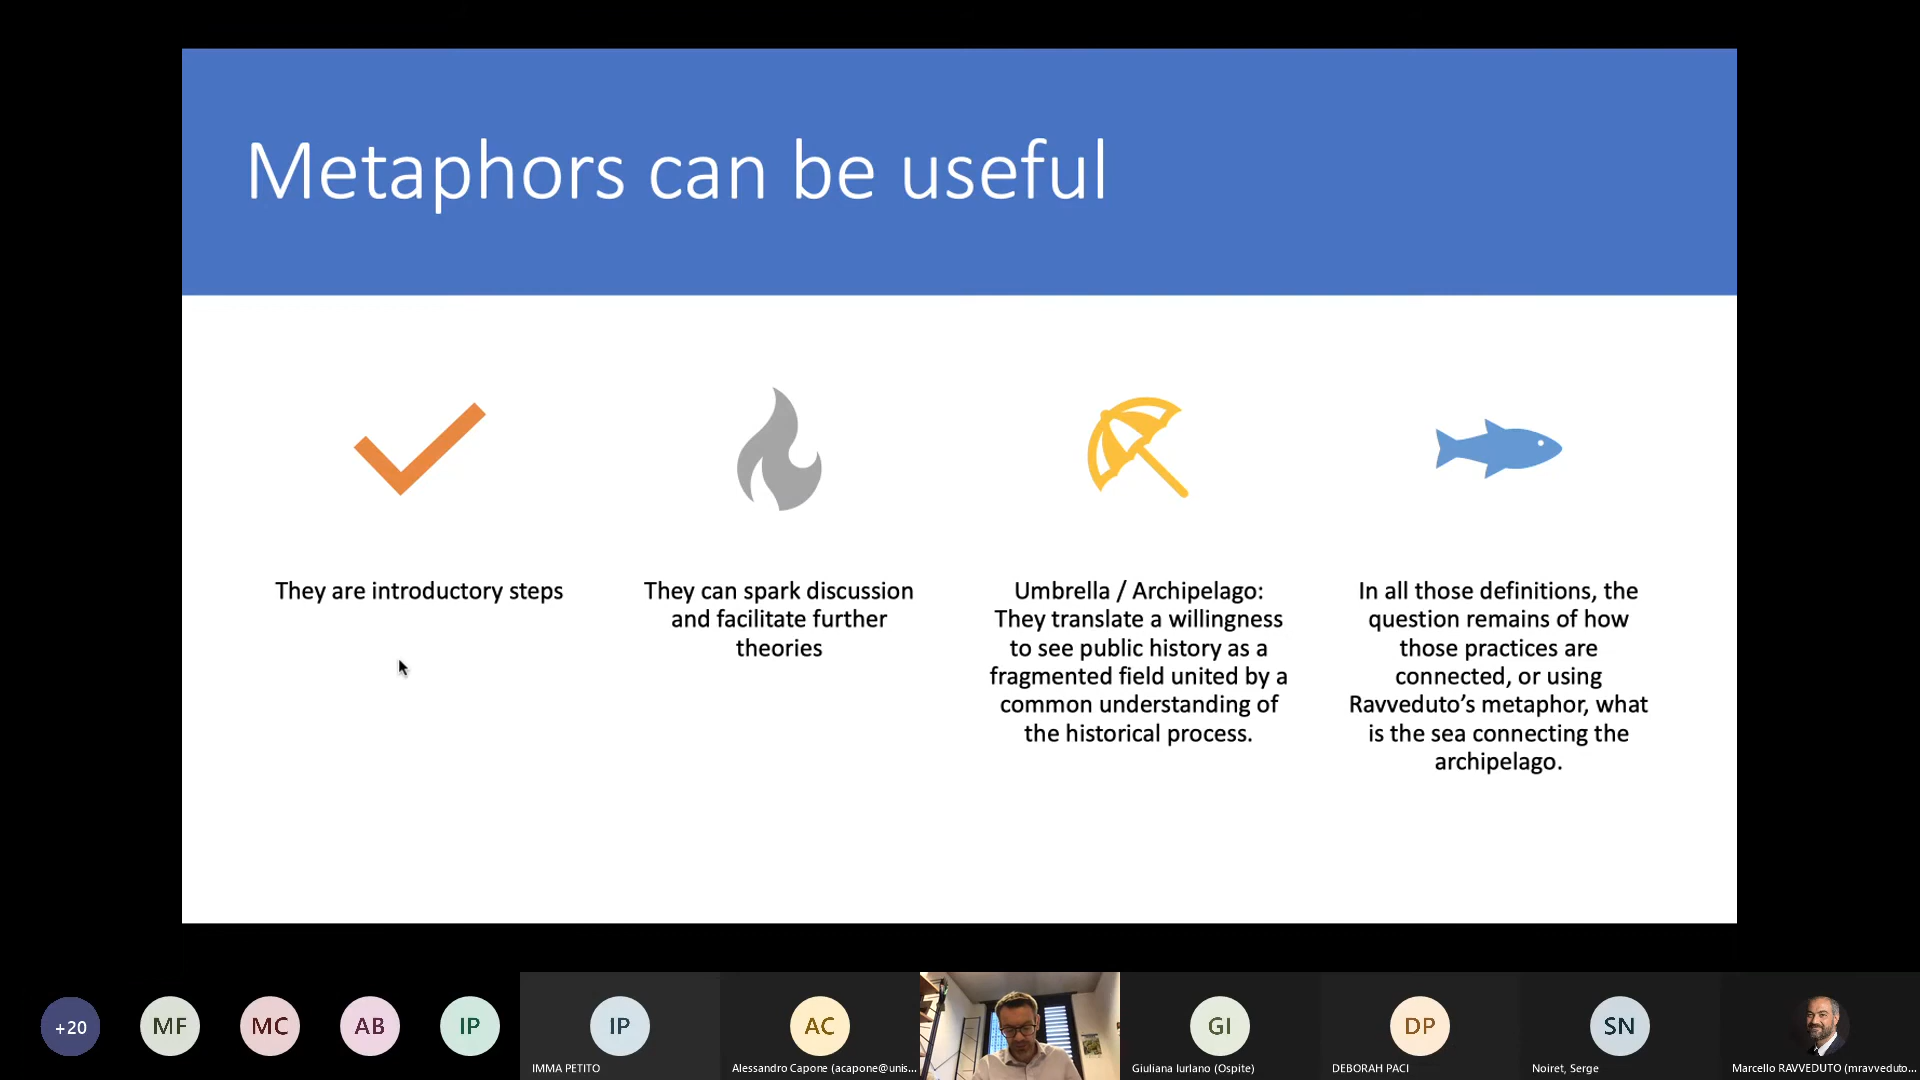 Metaphors can be useful
They are introductory steps
They can spark discussion
and facilitate further
theories
Umbrella / Archipelago:
They translate a willingness
to see public history as a
fragmented field united by a
common understanding of
the historical process.
In all those definitions, the
question remains of how
those practices are
connected, or using
Ravveduto’s metaphor, what
is the sea connecting the
archipelago.
+20
MF
MC
AB
IP
IP
IMMA PETITO
AC
Alessandro Capone (acapone@unis...
GI
Giuliana Iurlano (Ospite)
DP
DEBORAH PACI
SN
Noiret, Serge
Marcello RAVVEDUTO (mravveduto...